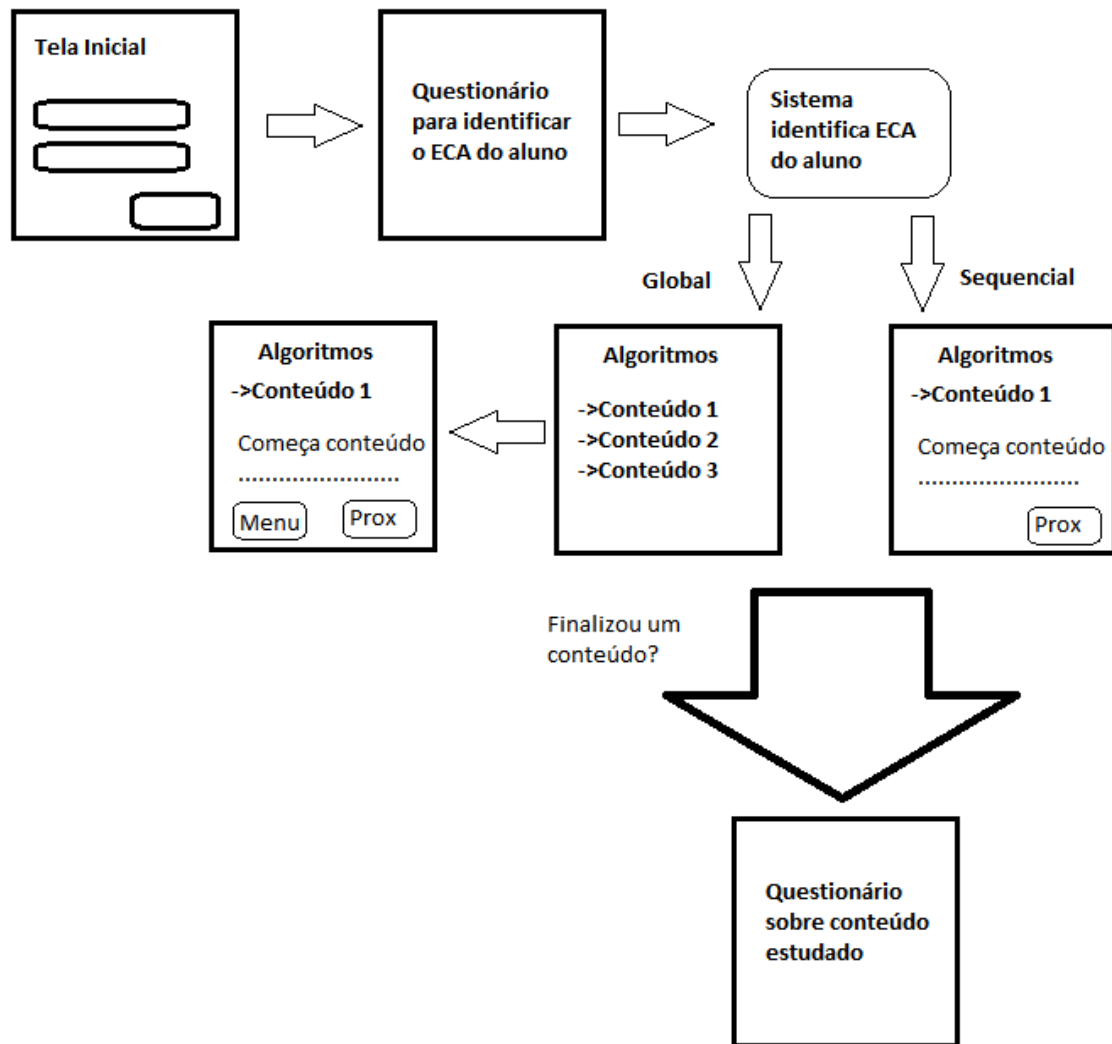 Tela Inicial
Questionário
para identificar
o ECA do aluno
Sistema
identifica ECA
do aluno
Global
Sequencial
Algoritmos
->Conteúdo 1
Começa conteúdo
........................
Menu
Prox
Algoritmos
->Conteúdo 1
->Conteúdo 2
->Conteúdo 3
Algoritmos
->Conteúdo 1
Começa conteúdo
........................
Prox
Finalizou um
conteúdo?
Questionário
sobre conteúdo
estudado